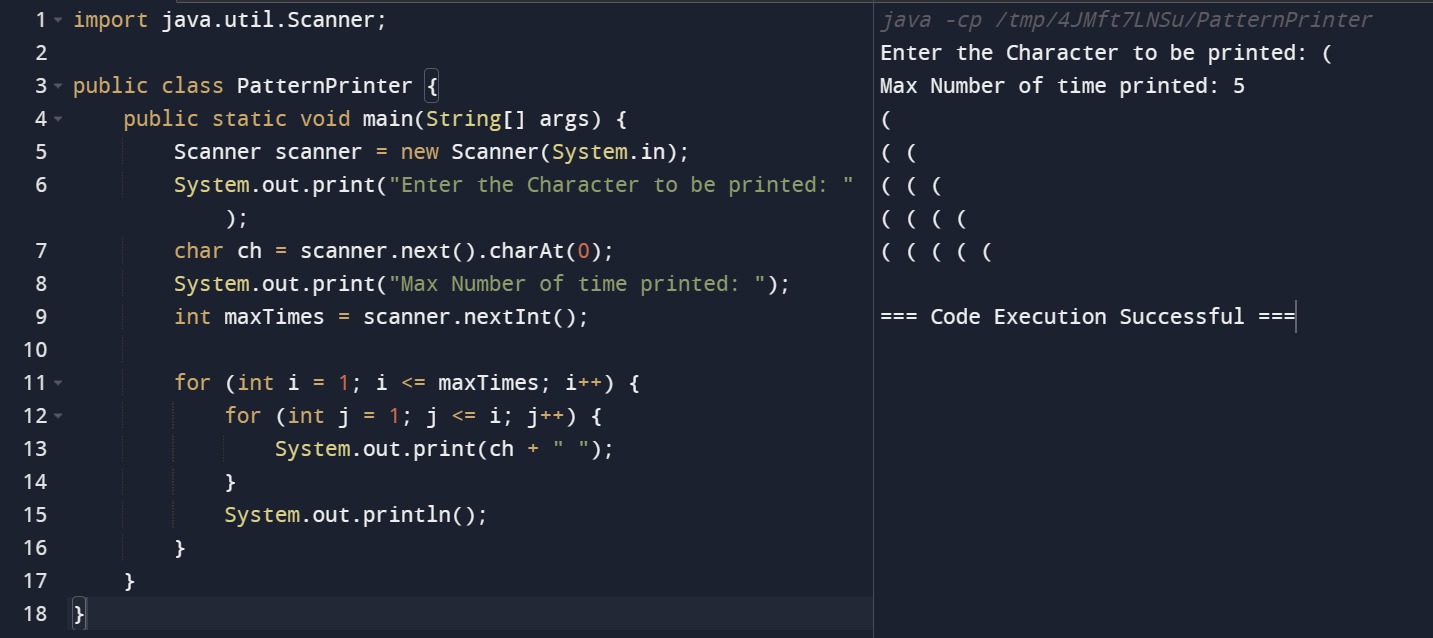 1 import java.util.Scanner;
2
3 public class PatternPrinter {
4     public static void main(String[] args) {
5         Scanner scanner = new Scanner(System.in);
6         System.out.print("Enter the Character to be printed: "
            );
7         char ch = scanner.next().charAt(0);
8         System.out.print("Max Number of time printed: ");
9         int maxTimes = scanner.nextInt();
10
11         for (int i = 1; i <= maxTimes; i++) {
12             for (int j = 1; j <= i; j++) {
13                 System.out.print(ch + " ");
14             }
15             System.out.println();
16         }
17     }
18 }
java -cp /tmp/4JMft7LNSu/PatternPrinter
Enter the Character to be printed: (
Max Number of time printed: 5
(
( (
( ( (
( ( ( (
( ( ( ( (
=== Code Execution Successful ===